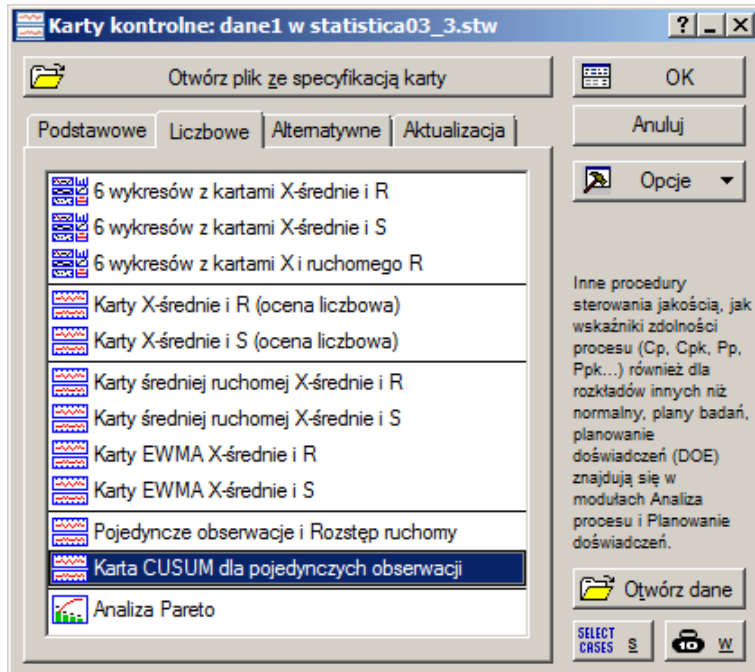 Karty kontrolne: dane1 w statistica03_3.stw
Otwórz plik ze specyfikacją karty
OK
Podstawowe Liczbowe Alternatywne Aktualizacja
Anuluj
Opcje
6 wykresów z kartami X-średnie i R
6 wykresów z kartami X-średnie i S
6 wykresów z kartami X i ruchomego R
Karty X-średnie i R (ocena liczbowa)
Karty X-średnie i S (ocena liczbowa)
Karty średniej ruchomej X-średnie i R
Karty średniej ruchomej X-średnie i S
Karty EWMA X-średnie i R
Karty EWMA X-średnie i S
Pojedyncze obserwacje i Rozstęp ruchomy
Karta CUSUM dla pojedynczych obserwacji
Analiza Pareto
Inne procedury
sterowania jakością, jak
wskaźniki zdolności
procesu (Cp, Cpk, Pp,
Ppk...) również dla
rozkładów innych niż
normalny, plany badań,
planowanie
doświadczeń (DOE)
znajdują się w
modułach Analiza
procesu i Planowanie
doświadczeń.
Otwórz dane
SELECT
CASES S
W